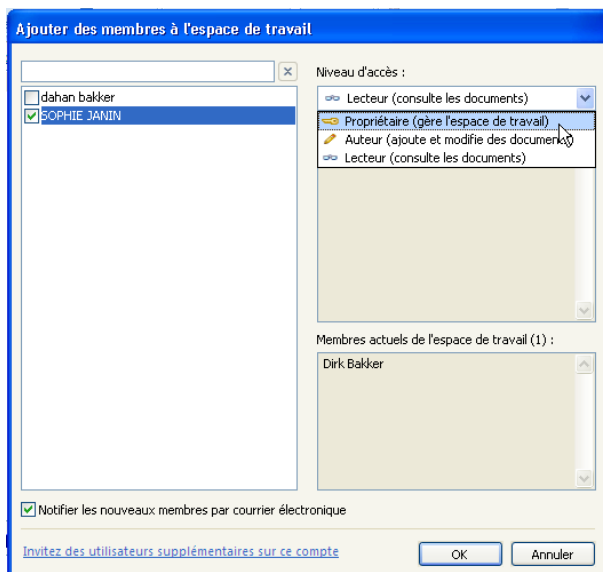 Ajouter des membres à l'espace de travail
Niveau d'accès :
dahan bakker
SOPHIE JANIN
Lecteur (consulte les documents)
Propriétaire (gère l'espace de travail)
Auteur (ajoute et modifie des documents)
Lecteur (consulte les documents)
Membres actuels de l'espace de travail (1) :
Dirk Bakker
Notifier les nouveaux membres par courrier électronique
Invitez des utilisateurs supplémentaires sur ce compte
OK
Annuler